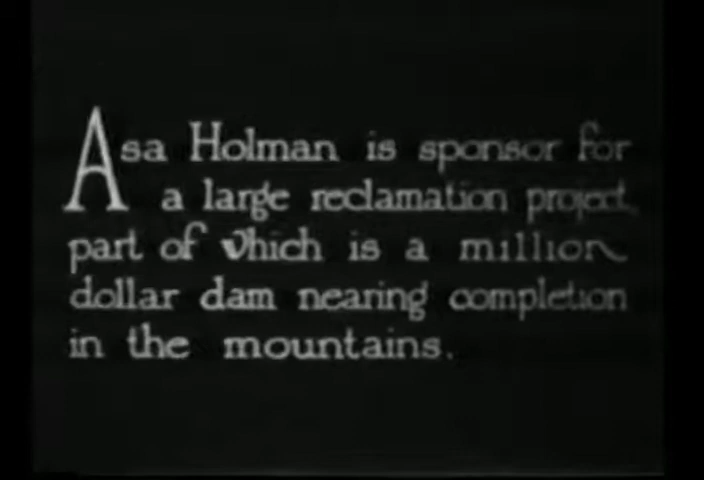 Asa Holman is sponsor for
a large reclamation project,
part of which is a million
dollar dam nearing completion
in the mountains.